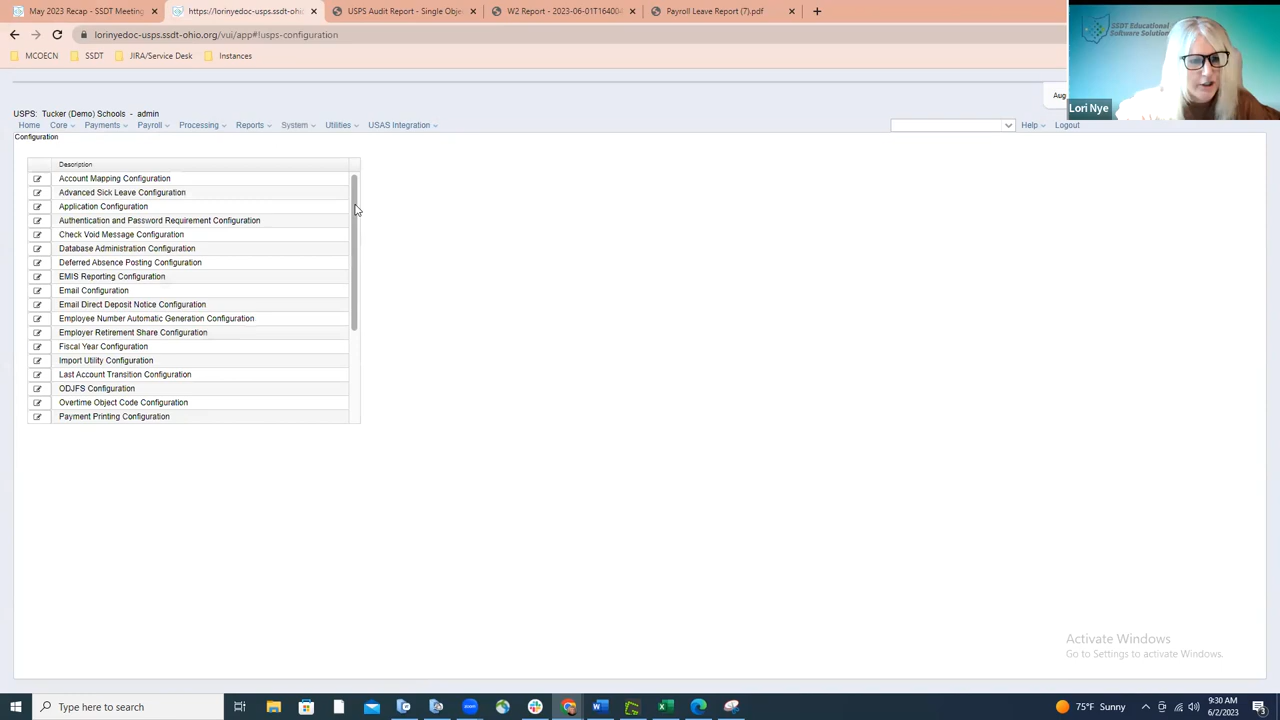 May 2023 Recap - SSDT Meeting
https://lorinyedoc-usps.ssdt-ohio
USPS Audit Report - Single Obje
W2 Report - 2023-06-01T164004
Payroll Leave Report (7).pdf
lorinyedoc-usps.ssdt-ohio.org/vui/app#!usps/configuration
MCOECN
SSDT
JIRA/Service Desk
Instances
SSDT Educational
Software Solution
Lori Nye
Aug
USPS: Tucker (Demo) Schools - admin
Home Core Payments Payroll Processing Reports System Utilities USAS Integration Help Logout
Configuration
Description
Account Mapping Configuration
Advanced Sick Leave Configuration
Application Configuration
Authentication and Password Requirement Configuration
Check Void Message Configuration
Database Administration Configuration
Deferred Absence Posting Configuration
EMIS Reporting Configuration
Email Configuration
Email Direct Deposit Notice Configuration
Employee Number Automatic Generation Configuration
Employer Retirement Share Configuration
Fiscal Year Configuration
Import Utility Configuration
Last Account Transition Configuration
ODJFS Configuration
Overtime Object Code Configuration
Payment Printing Configuration
Activate Windows
Go to Settings to activate Windows.
Type here to search
75°F Sunny
9:30 AM
6/2/2023
3